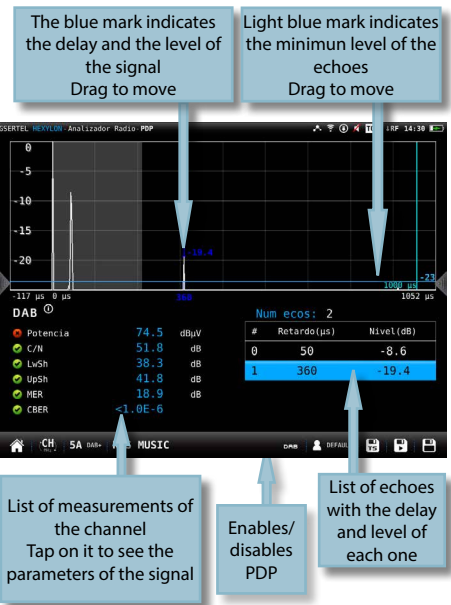 The blue mark indicates
the delay and the level of
the signal
Drag to move
Light blue mark indicates
the minimun level of the
echoes
Drag to move
GSERTEL HEXYLON-Analizador Radio-PDP
RF 14:30
0
-5
-10
-15
-20
-19.4
-23
1000 µs
-117 µs 0 µs 360 1052 µs
DAB
Potencia 74.5 dBµV
C/N 51.8 dB
LwSh 38.3 dB
UpSh 41.8 dB
MER 18.9 dB
CBER <1.0E-6
Num ecos: 2
# Retardo(µs) Nivel(dB)
0 50 -8.6
1 360 -19.4
CH 5A DAB+ MUSIC DAB DEFAUL TS
List of measurements of
the channel
Tap on it to see the
parameters of the signal
Enables/
disables
PDP
List of echoes
with the delay
and level of
each one